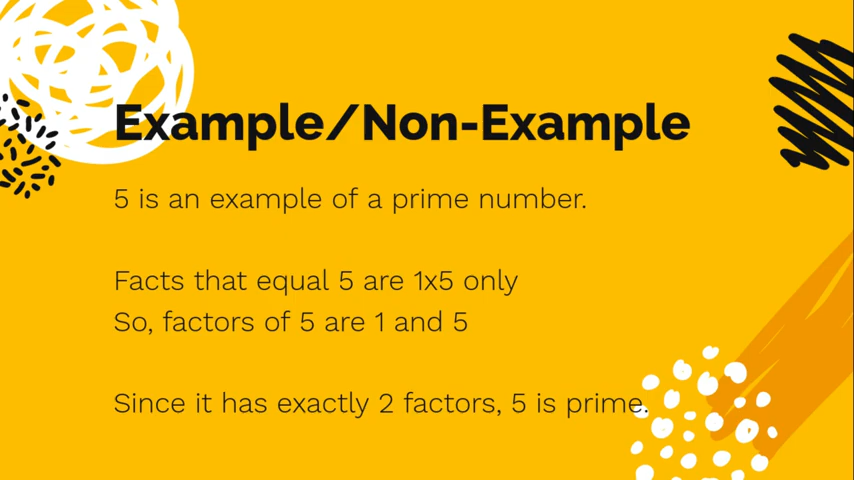 Example/Non-Example
5 is an example of a prime number.
Facts that equal 5 are 1x5 only
So, factors of 5 are 1 and 5
Since it has exactly 2 factors, 5 is prime.